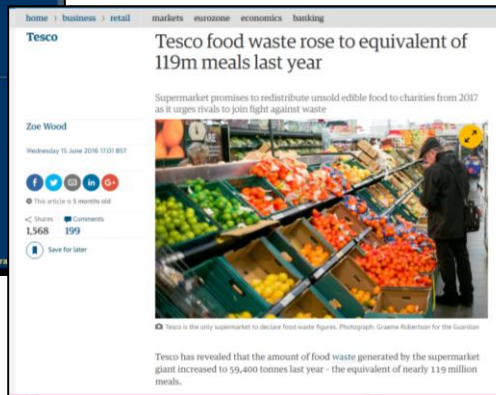 home › business › retail
markets eurozone economics banking
Tesco
Tesco food waste rose to equivalent of
119m meals last year
Supermarket promises to redistribute unsold edible food to charities from 2017
as it urges rivals to join fight against waste
Zoe Wood
Wednesday 15 June 2016 17.01 BST
This article is 5 months old
Shares Comments
1,568 199
Save for later
Tesco is the only supermarket to declare food waste figures. Photograph: Graeme Robertson for the Guardian
Tesco has revealed that the amount of food waste generated by the supermarket
giant increased to 59,400 tonnes last year - the equivalent of nearly 119 million
meals.